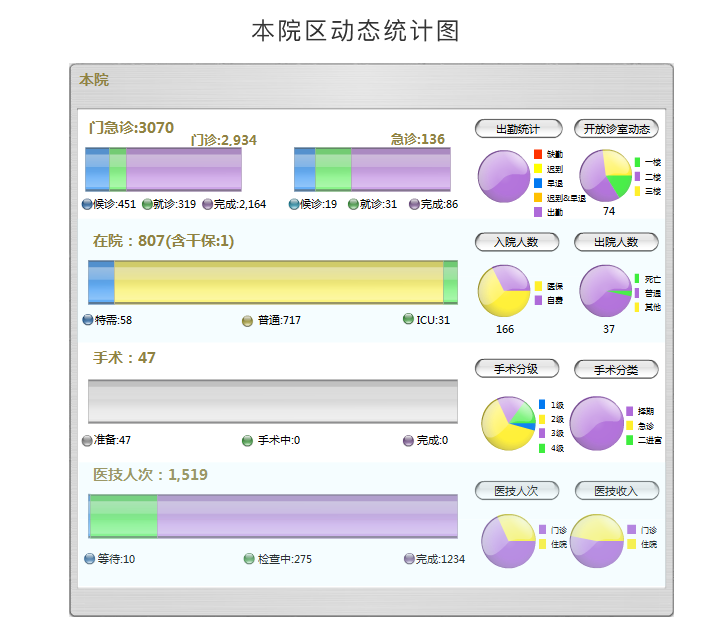 本院区动态统计图
本院
门急诊:3070
门诊:2,934
急诊:136
候诊:451 就诊:319 完成:2,164
候诊:19 就诊:31 完成:86
出勤统计
缺勤
迟到
早退
迟到&早退
出勤
开放诊室动态
一楼
二楼
三楼
74
在院：807(含干保:1)
特需:58 普通:717 ICU:31
入院人数
医保
自费
166
出院人数
死亡
普通
其他
37
手术：47
准备:47 手术中:0 完成:0
手术分级
1级
2级
3级
4级
手术分类
择期
急诊
二进宫
医技人次：1,519
等待:10 检查中:275 完成:1234
医技人次
门诊
住院
医技收入
门诊
住院